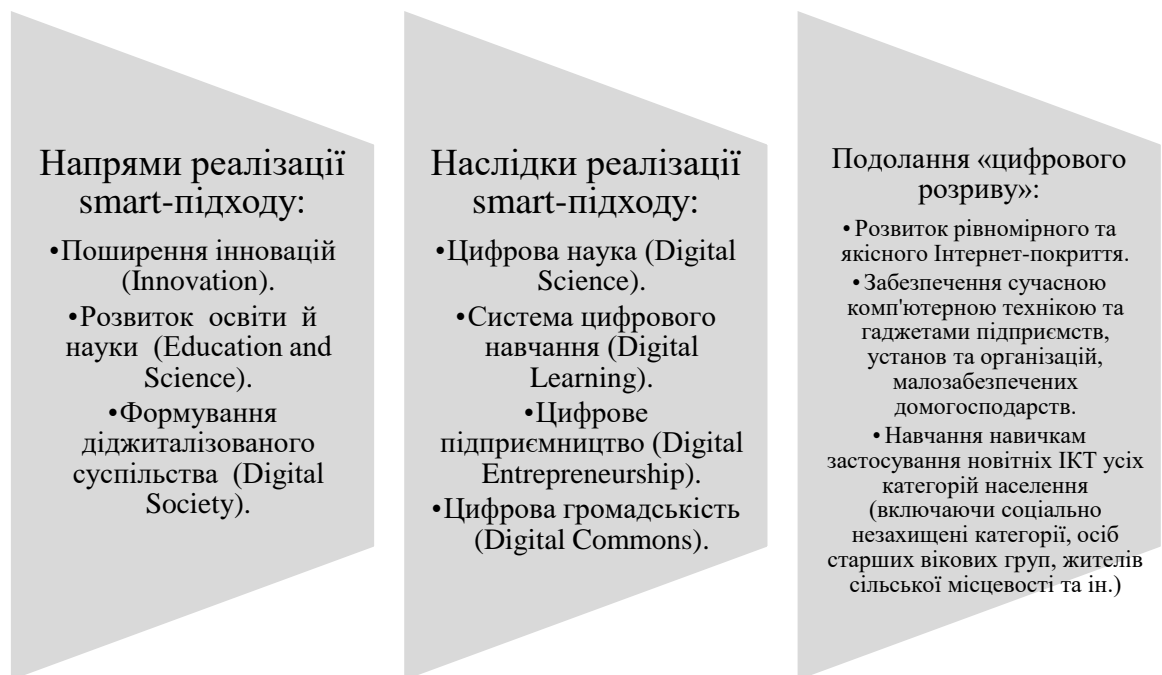 Напрями реалізації
smart-підходу:
•Поширення інновацій
(Innovation).
•Розвиток освіти й
науки (Education and
Science).
•Формування
діджиталізованого
суспільства (Digital
Society).
Наслідки реалізації
smart-підходу:
•Цифрова наука (Digital
Science).
•Система цифрового
навчання (Digital
Learning).
•Цифрове
підприємництво (Digital
Entrepreneurship).
•Цифрова громадськість
(Digital Commons).
Подолання «цифрового
розриву»:
•Розвиток рівномірного та
якісного Інтернет-покриття.
•Забезпечення сучасною
комп'ютерною технікою та
гаджетами підприємств,
установ та організацій,
малозабезпечених
домогосподарств.
•Навчання навичкам
застосування новітніх ІКТ усіх
категорій населення
(включаючи соціально
незахищені категорії, осіб
старших вікових груп, жителів
сільської місцевості та ін.)